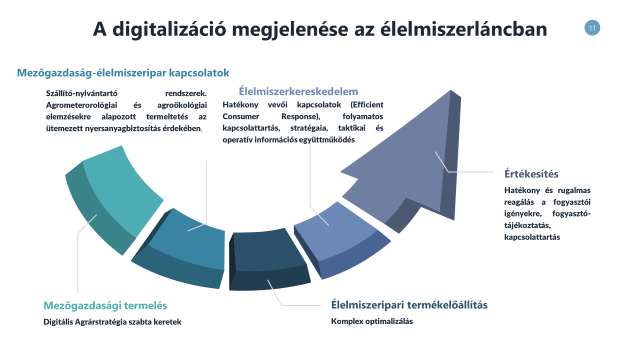 A digitalizáció megjelenése az élelmiszerláncban
11
Mezőgazdaság-élelmiszeripar kapcsolatok
Szállító-nyivántartó rendszerek.
Agrometerorológiai és agroökológiai
elemzésekre alapozott termeltetés az
ütemezett nyersanyagbiztosítás érdekében.
Élelmiszerkereskedelem
Hatékony vevői kapcsolatok (Efficient
Consumer Response), folyamatos
kapcsolattartás, stratégaia, taktikai és
operatív információs együttműködés
Értékesítés
Hatékony és rugalmas
reagálás a fogyasztói
igényekre, fogyasztó-
tájékoztatás,
kapcsolattartás
Mezőgazdasági termelés
Digitális Agrárstratégia szabta keretek
Élelmiszeripari termékelőállítás
Komplex optimalizálás